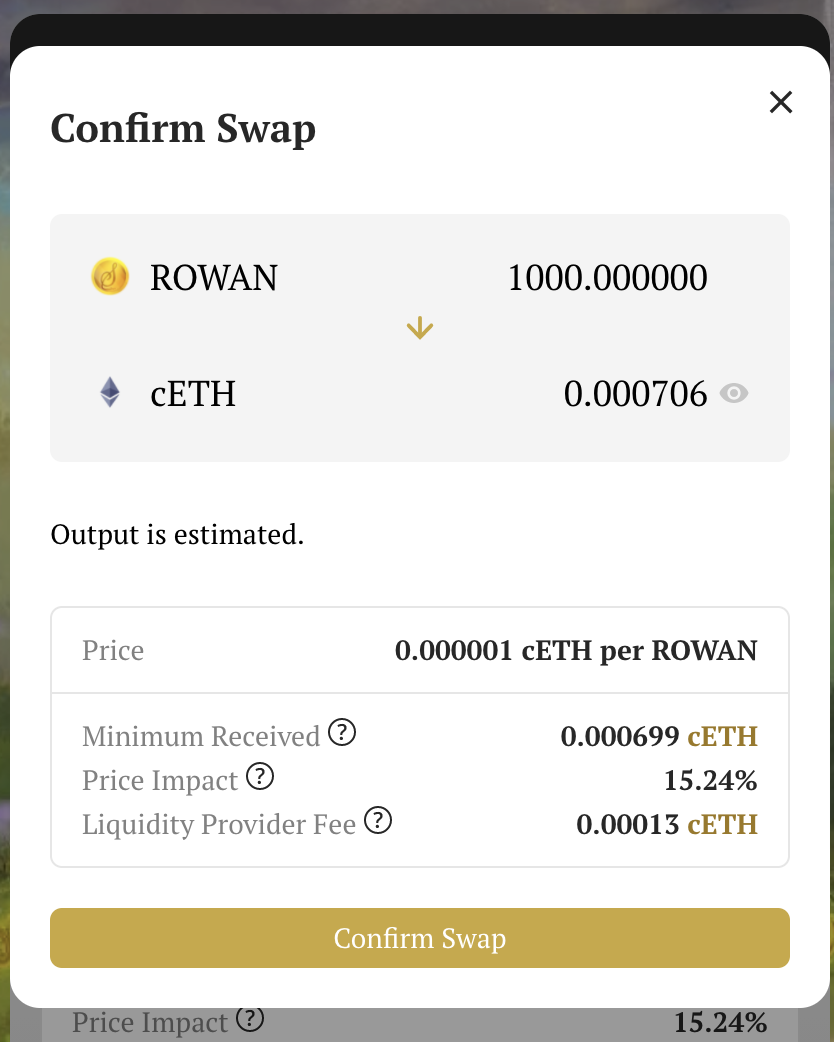 Confirm Swap
ROWAN 1000.000000
cETH 0.000706
Output is estimated.
Price 0.000001 cETH per ROWAN
Minimum Received ? 0.000699 cETH
Price Impact ? 15.24%
Liquidity Provider Fee ? 0.00013 cETH
Confirm Swap
Price Impact ? 15.24%